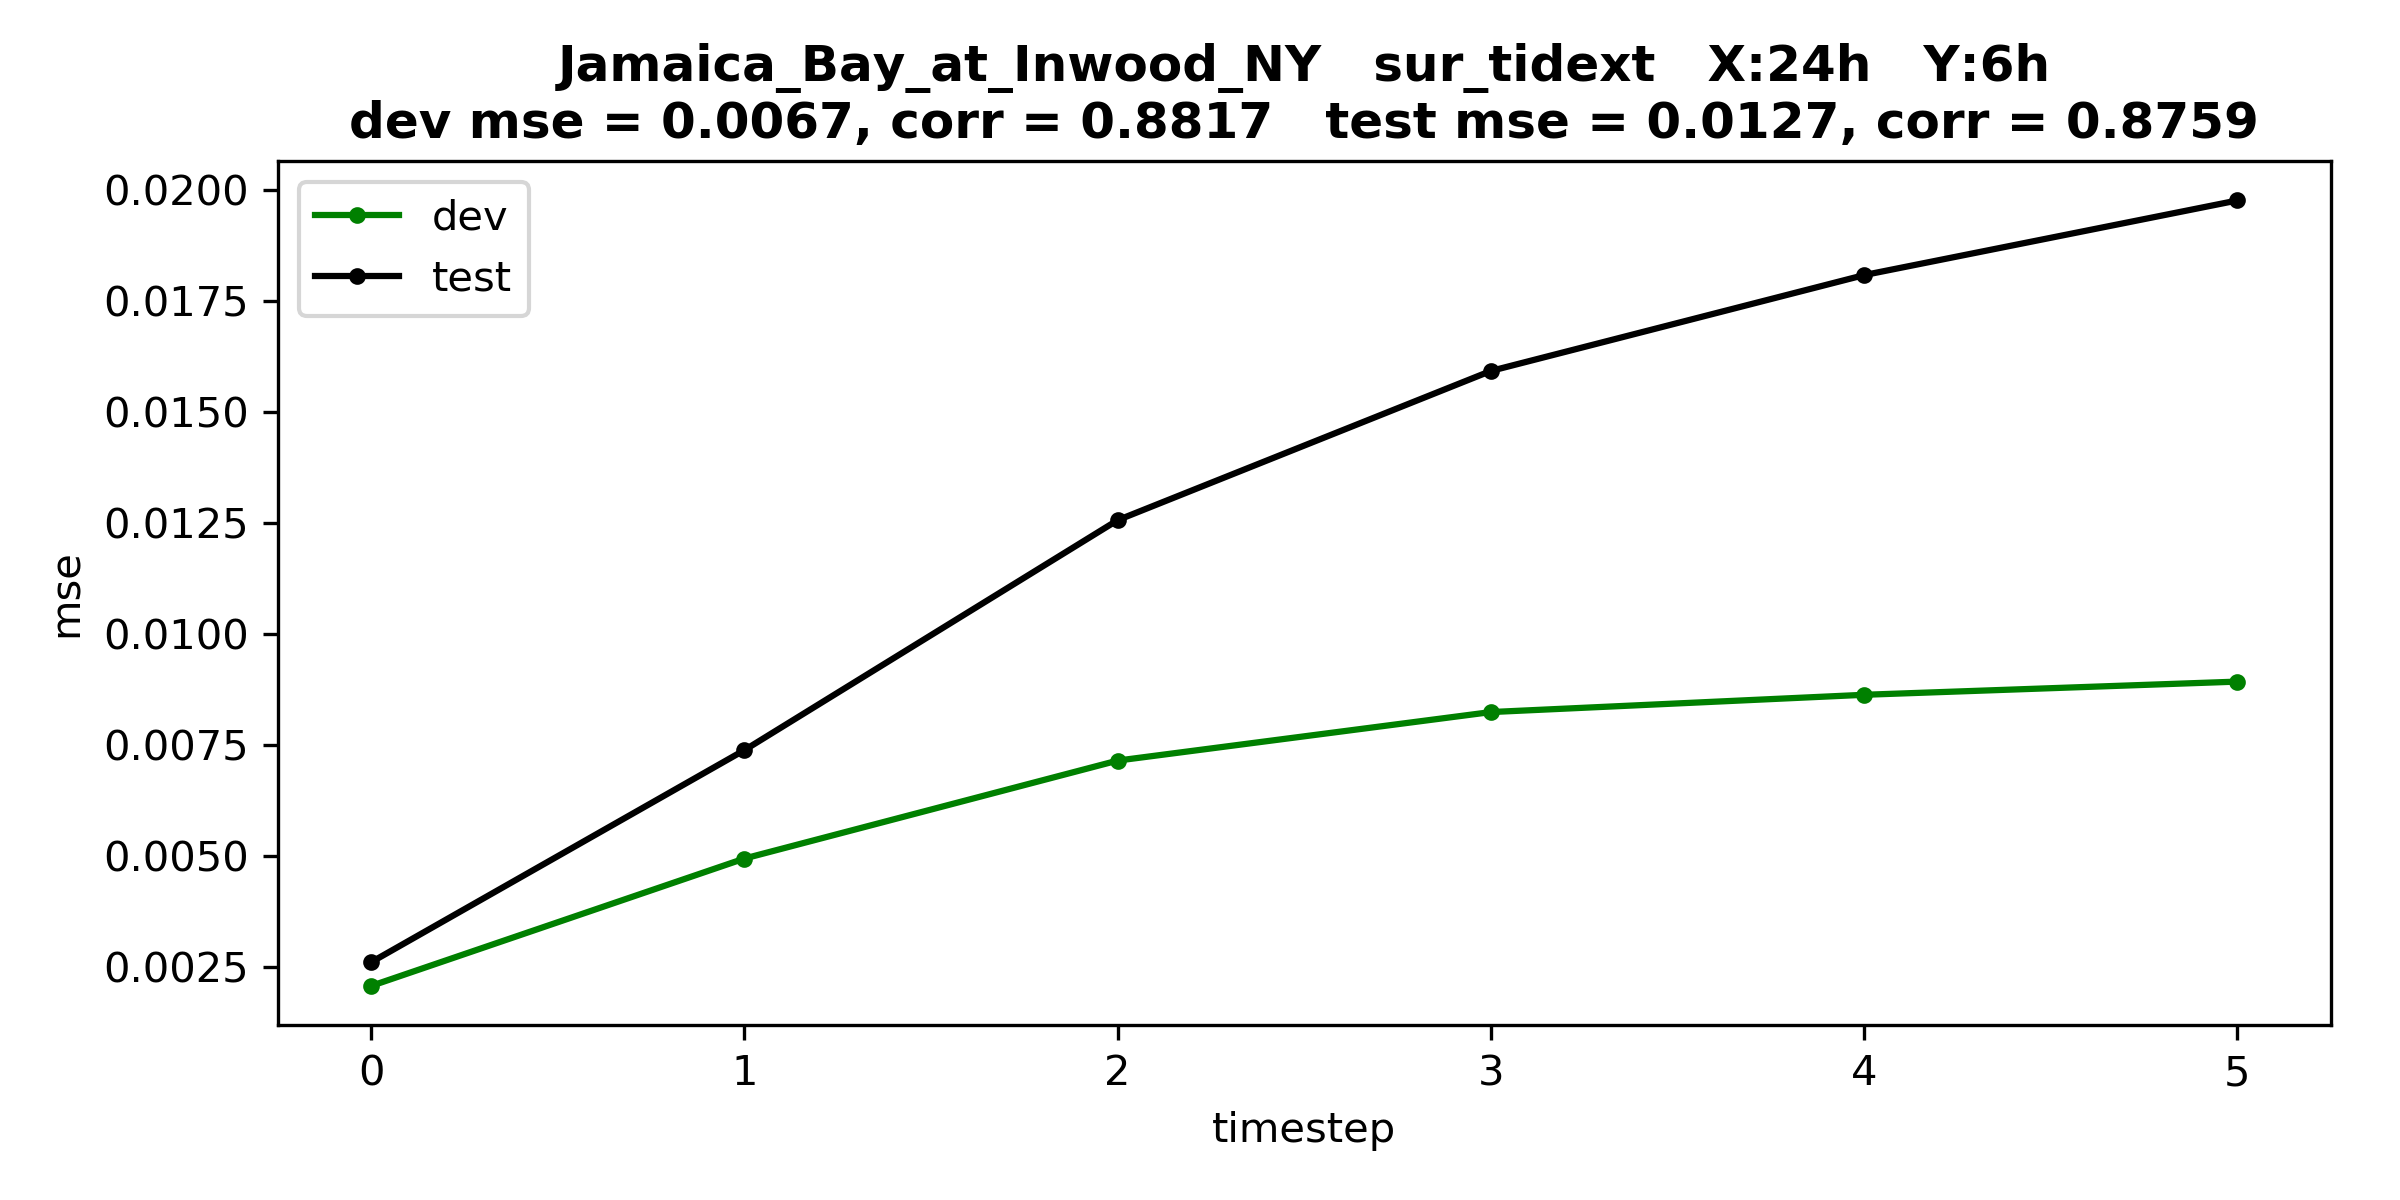 Jamaica_Bay_at_Inwood_NY   sur_tidext   X:24h   Y:6h
dev mse = 0.0067, corr = 0.8817   test mse = 0.0127, corr = 0.8759
dev
test
0.0200
0.0175
0.0150
0.0125
0.0100
0.0075
0.0050
0.0025
mse
0 1 2 3 4 5
timestep